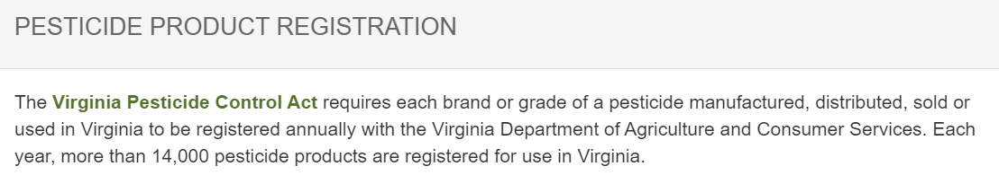 PESTICIDE PRODUCT REGISTRATION
The Virginia Pesticide Control Act requires each brand or grade of a pesticide manufactured, distributed, sold or
used in Virginia to be registered annually with the Virginia Department of Agriculture and Consumer Services. Each
year, more than 14,000 pesticide products are registered for use in Virginia.